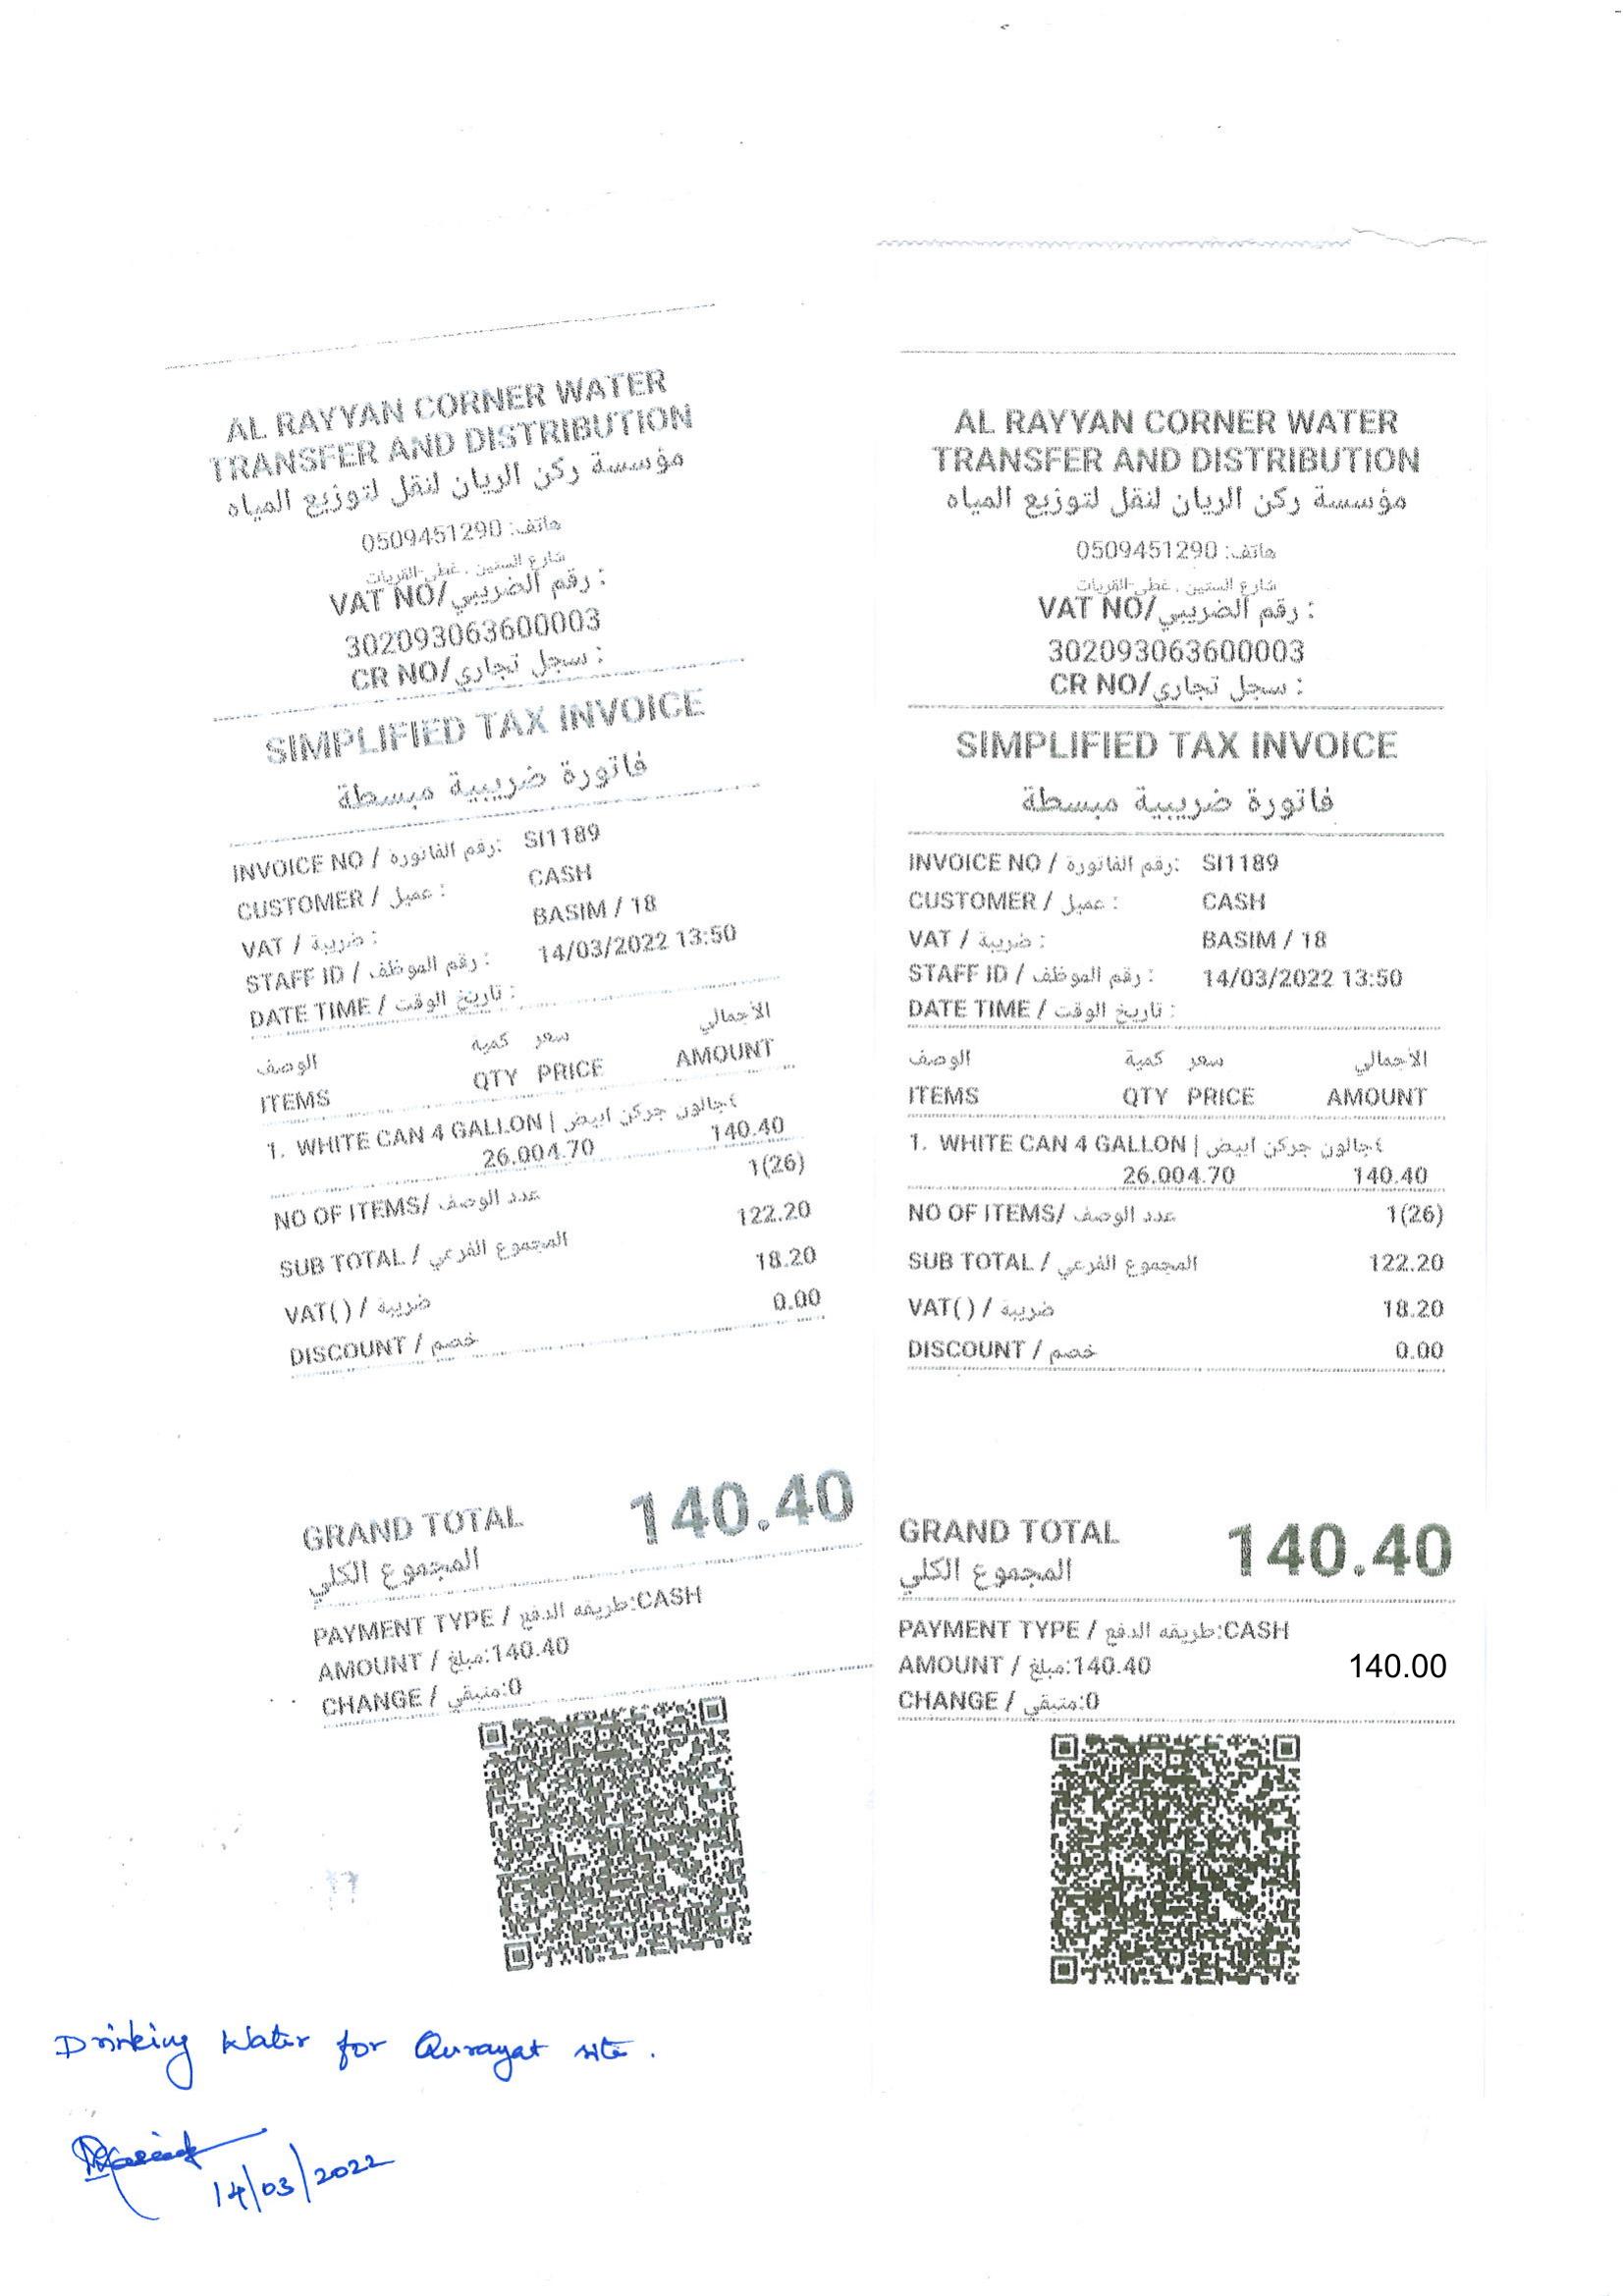 AL RAYYAN CORNER WATER
TRANSFER AND DISTRIBUTION
مؤسسة ركن الريان لنقل لتوزيع المياه
هاتف: 0509451290
شارع الستين . غطي-القريات
VAT NO/رقم الضريبي :
302093063600003
CR NO/سجل تجاري :
SIMPLIFIED TAX INVOICE
فاتورة ضريبية مبسطة
INVOICE NO / رقم الفاتورة: SI1189
CUSTOMER / عميل : CASH
VAT / ضريبة : BASIM / 18
STAFF ID / رقم الموظف : 14/03/2022 13:50
DATE TIME / تاريخ الوقت :
الوصف كمية سعر الأجمالي
ITEMS QTY PRICE AMOUNT
1. WHITE CAN 4 GALLON | ٤جالون جركن ابيض
26.004.70 140.40
NO OF ITEMS/ عدد الوصف 1(26)
SUB TOTAL / المجموع الفرعي 122.20
VAT() / ضريبة 18.20
DISCOUNT / خصم 0.00
GRAND TOTAL 140.40
المجموع الكلي
PAYMENT TYPE / طريقه الدفع:CASH
AMOUNT / مبلغ:140.40
CHANGE / متبقي:0
AL RAYYAN CORNER WATER
TRANSFER AND DISTRIBUTION
مؤسسة ركن الريان لنقل لتوزيع المياه
هاتف: 0509451290
شارع الستين . غطي-القريات
VAT NO/رقم الضريبي :
302093063600003
CR NO/سجل تجاري :
SIMPLIFIED TAX INVOICE
فاتورة ضريبية مبسطة
INVOICE NO / رقم الفاتورة: SI1189
CUSTOMER / عميل : CASH
VAT / ضريبة : BASIM / 18
STAFF ID / رقم الموظف : 14/03/2022 13:50
DATE TIME / تاريخ الوقت :
الوصف كمية سعر الأجمالي
ITEMS QTY PRICE AMOUNT
1. WHITE CAN 4 GALLON | ٤جالون جركن ابيض
26.004.70 140.40
NO OF ITEMS/ عدد الوصف 1(26)
SUB TOTAL / المجموع الفرعي 122.20
VAT() / ضريبة 18.20
DISCOUNT / خصم 0.00
GRAND TOTAL 140.40
المجموع الكلي
PAYMENT TYPE / طريقه الدفع:CASH
AMOUNT / مبلغ:140.40 140.00
CHANGE / متبقي:0
Drinking Water for Qurayat site.
14/03/2022